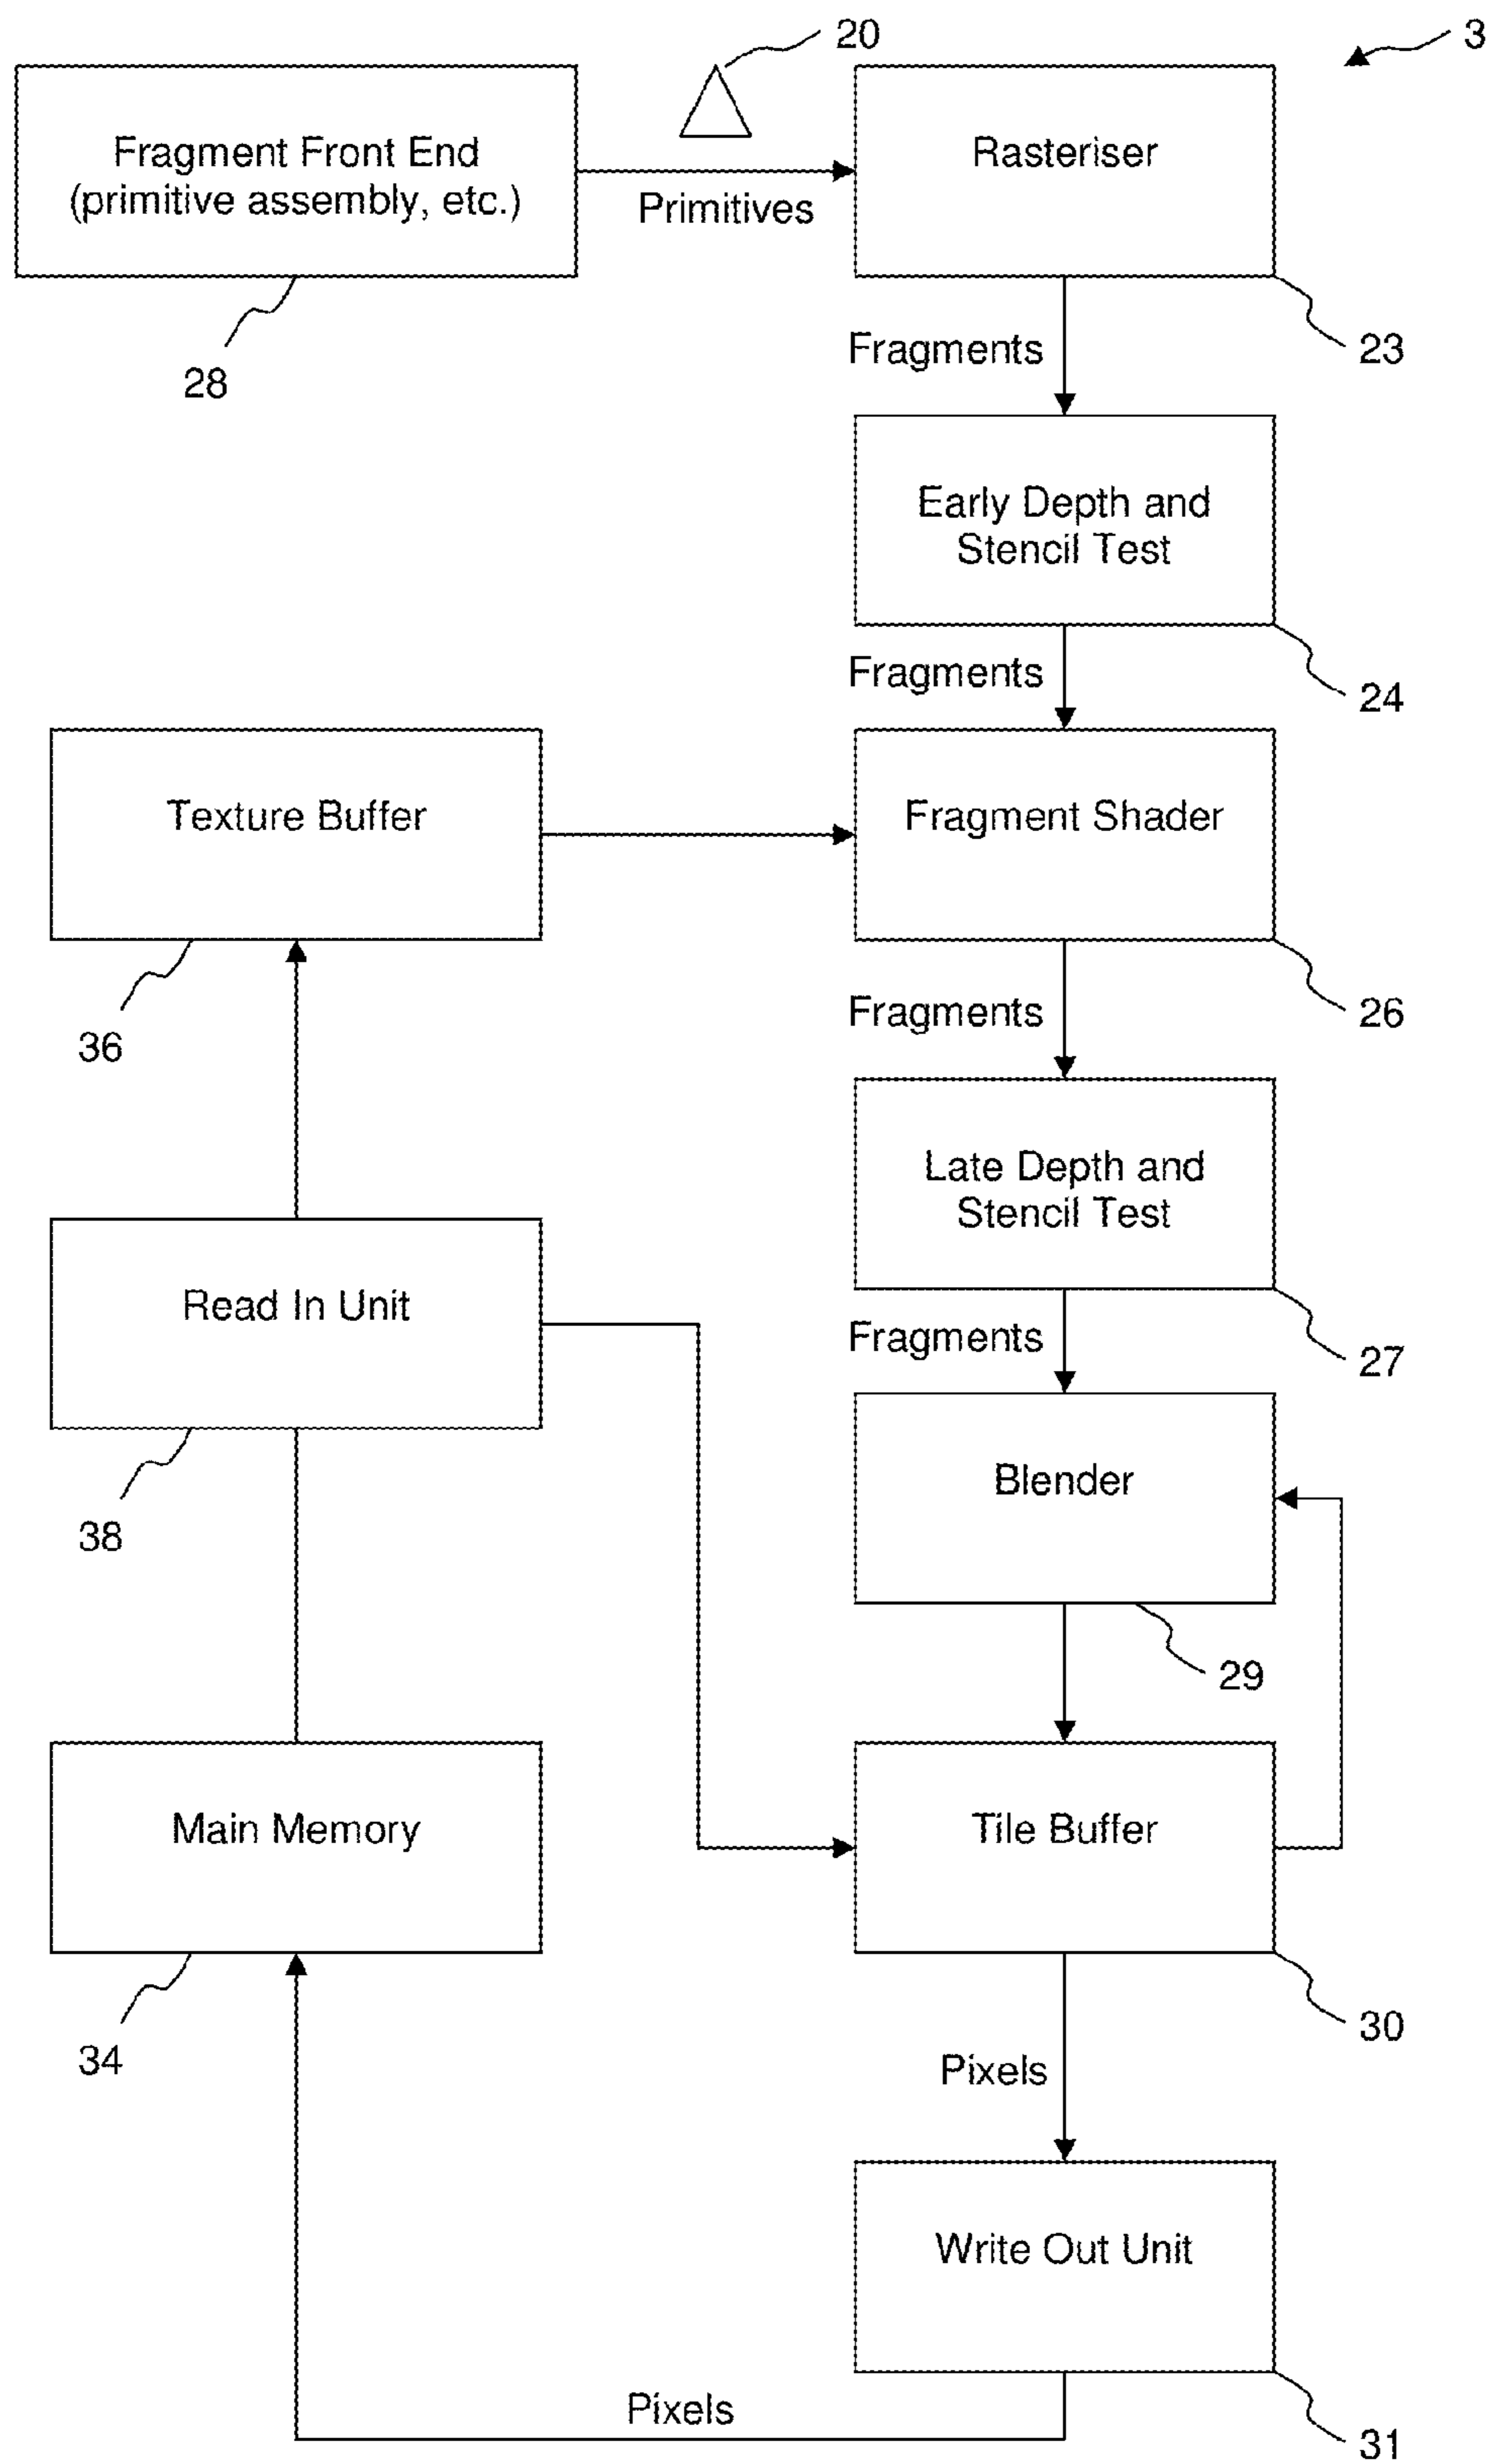 20
3
Fragment Front End
(primitive assembly, etc.)
Primitives
Rasteriser
28
23
Fragments
Early Depth and
Stencil Test
24
Fragments
Texture Buffer
Fragment Shader
36
26
Fragments
Late Depth and
Stencil Test
27
Read In Unit
38
Fragments
Blender
29
Main Memory
Tile Buffer
34
30
Pixels
Write Out Unit
31
Pixels